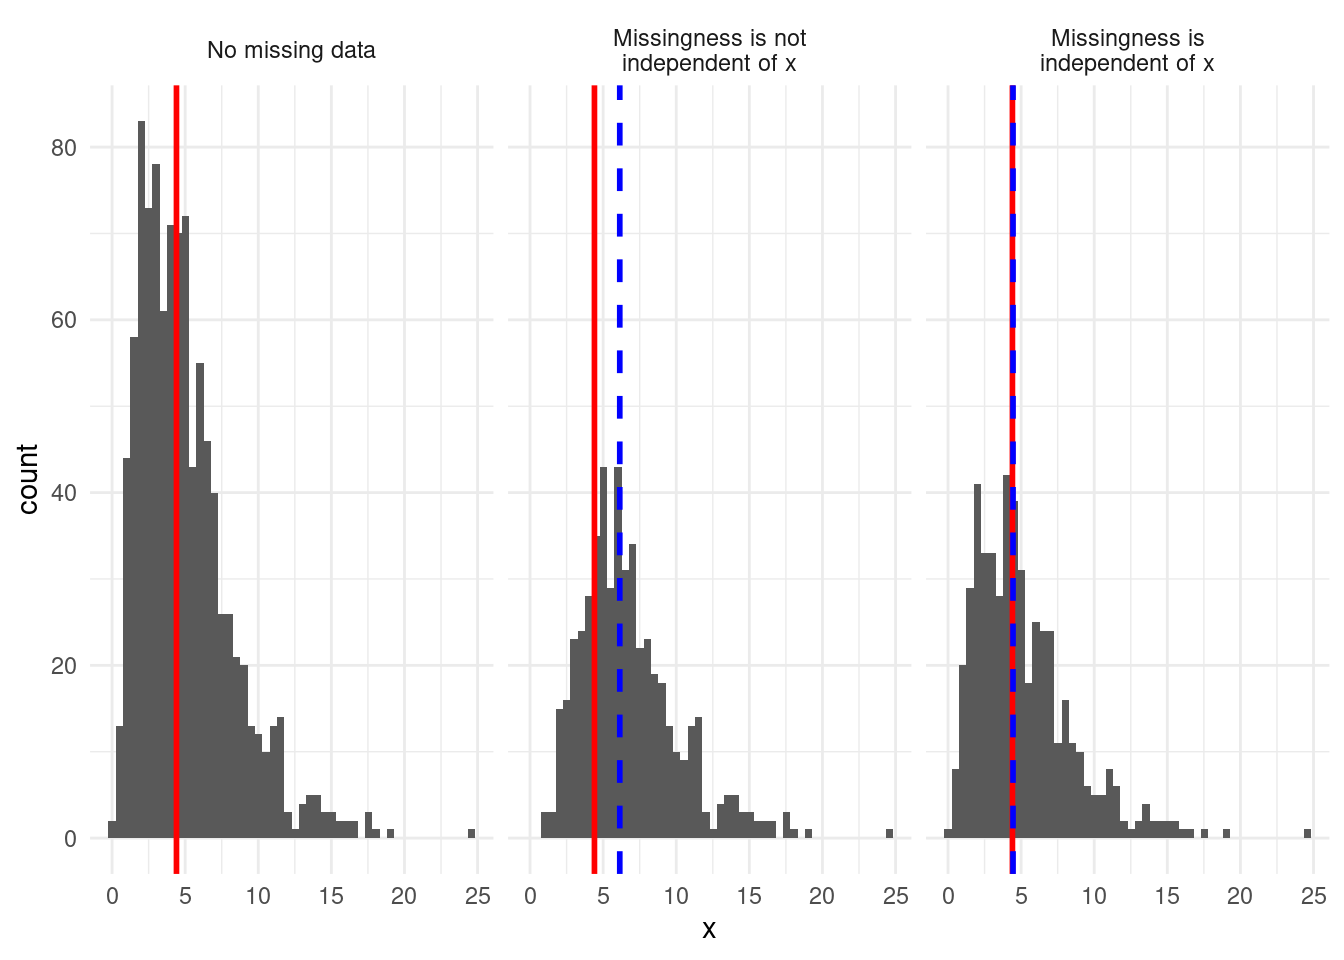 No missing data
Missingness is not
independent of x
Missingness is
independent of x
count
80
60
40
20
0
0 5 10 15 20 25
0 5 10 15 20 25
0 5 10 15 20 25
x